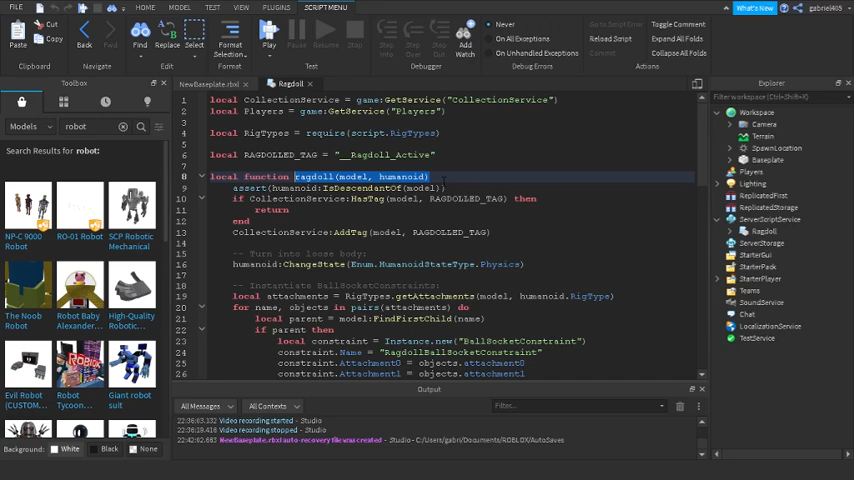 FILE HOME MODEL TEST VIEW PLUGINS SCRIPT MENU What's New gabriel405
Paste Cut Copy Back Find Replace Select Format Selection Play Pause Resume Stop Step Into Step Over Step Out Add Watch
Never
On All Exceptions
On Unhandled Exceptions
Go to Script Error Toggle Comment
Reload Script Expand All Folds
Commit Collapse All Folds
Clipboard Edit Debugger Debug Errors Actions
Toolbox
Models robot
Search Results for robot:
NP-C 9000 Robot
RO-01 Robot
SCP Robotic Mechanical
The Noob Robot
Robot Baby Alexander...
High-Quality Robotic...
Evil Robot (CUSTOM...
Robot Tycoon...
Giant robot suit
Background: White Black None
NewBaseplate.rbxl Ragdoll
1 local CollectionService = game:GetService("CollectionService")
2 local Players = game:GetService("Players")
3
4 local RigTypes = require(script.RigTypes)
5
6 local RAGDOLLED_TAG = "__Ragdoll_Active"
7
8 local function ragdoll(model, humanoid)
9 assert(humanoid:IsDescendantOf(model))
10 if CollectionService:HasTag(model, RAGDOLLED_TAG) then
11 return
12 end
13 CollectionService:AddTag(model, RAGDOLLED_TAG)
14
15 -- Turn into loose body:
16 humanoid:ChangeState(Enum.HumanoidStateType.Physics)
17
18 -- Instantiate BallSocketConstraints:
19 local attachments = RigTypes.getAttachments(model, humanoid.RigType)
20 for name, objects in pairs(attachments) do
21 local parent = model:FindFirstChild(name)
22 if parent then
23 local constraint = Instance.new("BallSocketConstraint")
24 constraint.Name = "RagdollBallSocketConstraint"
25 constraint.Attachment0 = objects.attachment0
26 constraint.Attachment1 = objects.attachment1
Output
All Messages All Contexts Filter...
22:36:03.132 Video recording started - Studio
22:36:19.416 Video recording stopped - Studio
22:42:02.665 NewBaseplate.rbxl auto-recovery file was created - Studio - C:/Users/gabri/Documents/ROBLOX/AutoSaves
Explorer
Filter workspace (Ctrl+Shift+X)
Workspace
Camera
Terrain
SpawnLocation
Baseplate
Players
Lighting
ReplicatedFirst
ReplicatedStorage
ServerScriptService
Ragdoll
ServerStorage
StarterGui
StarterPack
StarterPlayer
Teams
SoundService
Chat
LocalizationService
TestService